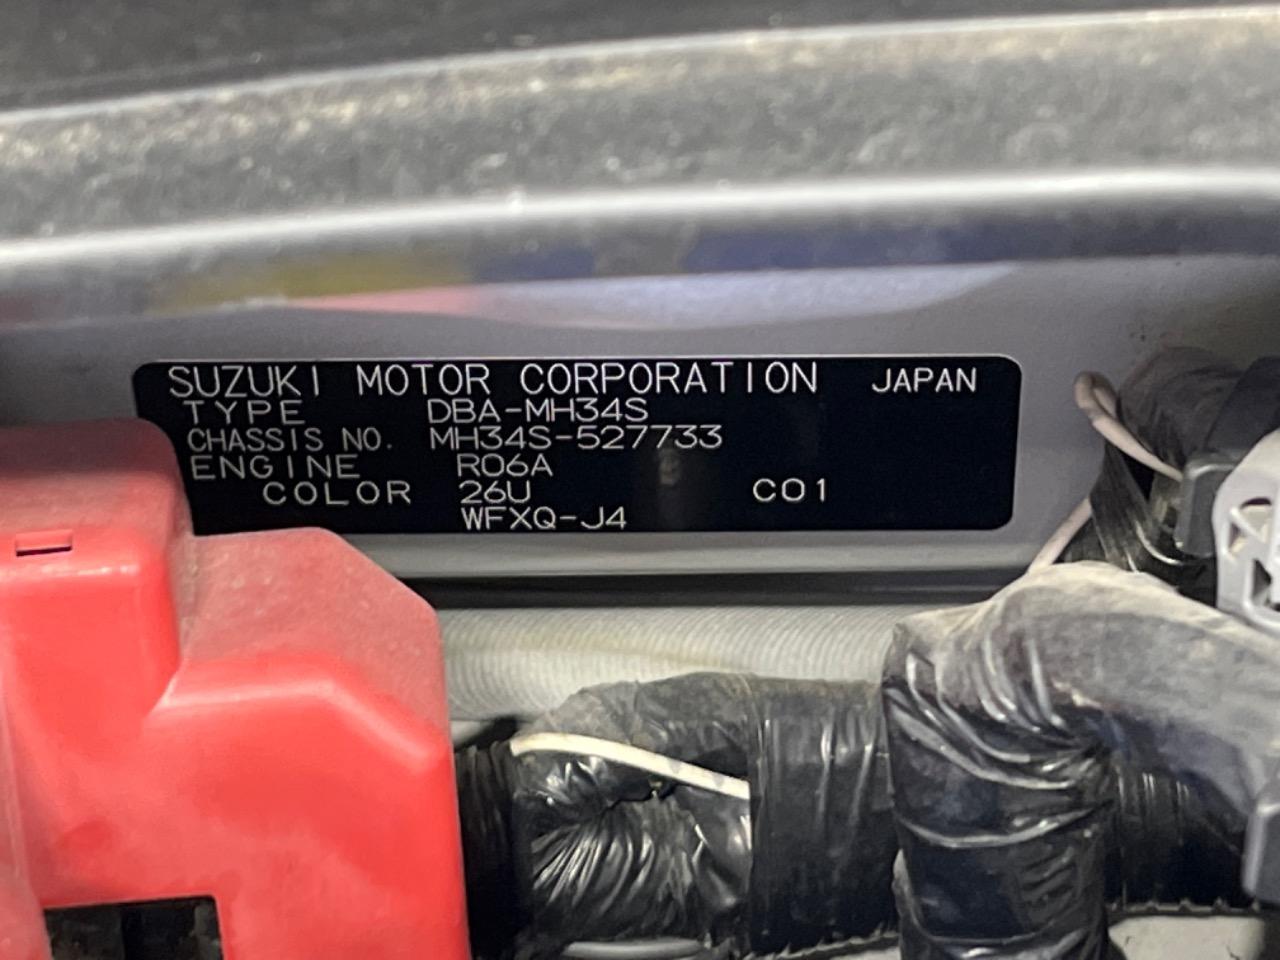 SUZUKI MOTOR CORPORATION JAPAN
TYPE DBA-MH34S
CHASSIS NO. MH34S-527733
ENGINE R06A
COLOR 26U C01
WFXQ-J4